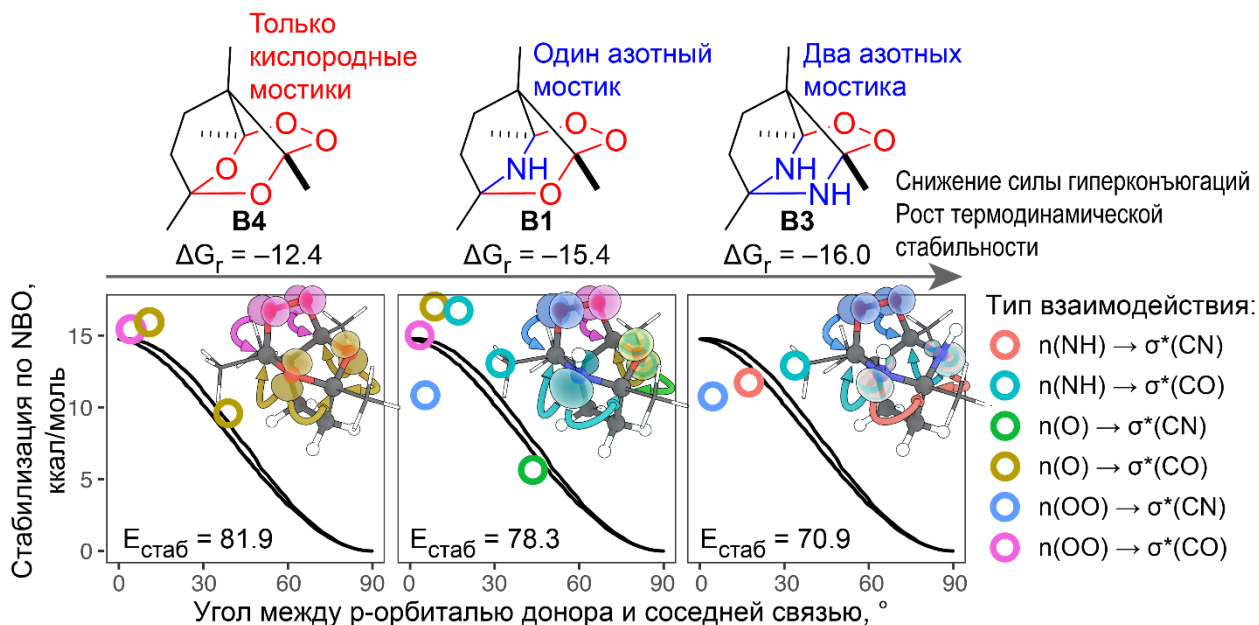 Только
кислородные
мостики
Один азотный
мостик
Два азотных
мостика
O
O
O
O
B4
ΔGr = –12.4
O
O
NH
O
B1
ΔGr = –15.4
O
O
NH
NH
B3
ΔGr = –16.0
Снижение силы гиперконъюгаций
Рост термодинамической
стабильности
Стабилизация по NBO,
ккал/моль
15
10
5
0
Eстаб = 81.9
Eстаб = 78.3
Eстаб = 70.9
0 30 60 90
0 30 60 90
0 30 60 90
Угол между p-орбиталью донора и соседней связью, °
Тип взаимодействия:
n(NH) → σ*(CN)
n(NH) → σ*(CO)
n(O) → σ*(CN)
n(O) → σ*(CO)
n(OO) → σ*(CN)
n(OO) → σ*(CO)